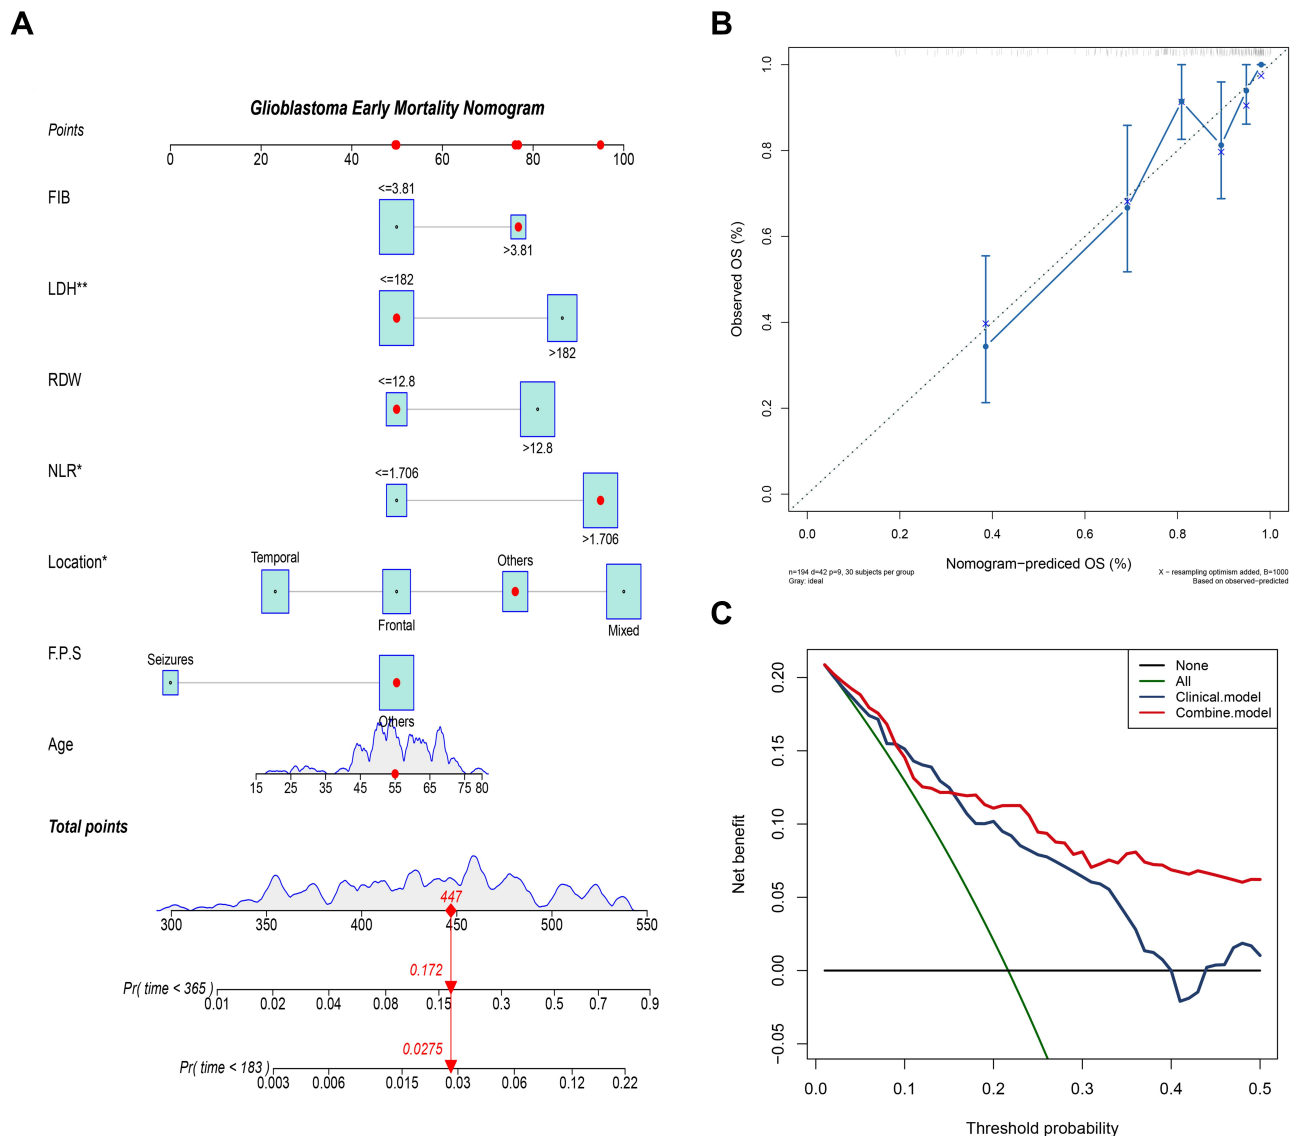 A
Glioblastoma Early Mortality Nomogram
Points
0 20 40 60 80 100
FIB
<=3.81
>3.81
LDH**
<=182
>182
RDW
<=12.8
>12.8
NLR*
<=1.706
>1.706
Location*
Temporal
Others
Frontal
Mixed
F.P.S
Seizures
Others
Age
15 25 35 45 55 65 75 80
Total points
447
300 350 400 450 500 550
0.172
Pr( time < 365)
0.01 0.02 0.04 0.08 0.15 0.3 0.5 0.7 0.9
0.0275
Pr( time < 183)
0.003 0.006 0.015 0.03 0.06 0.12 0.22
B
Observed OS (%)
1.0
0.8
0.6
0.4
0.2
0.0
0.0 0.2 0.4 0.6 0.8 1.0
Nomogram−prediced OS (%)
n=194 d=42 p=9, 30 subjects per group
Gray: ideal
X − resampling optimism added, B=1000
Based on observed−predicted
C
None
All
Clinical.model
Combine.model
Net benefit
0.20
0.15
0.10
0.05
0.00
−0.05
0.0 0.1 0.2 0.3 0.4 0.5
Threshold probability